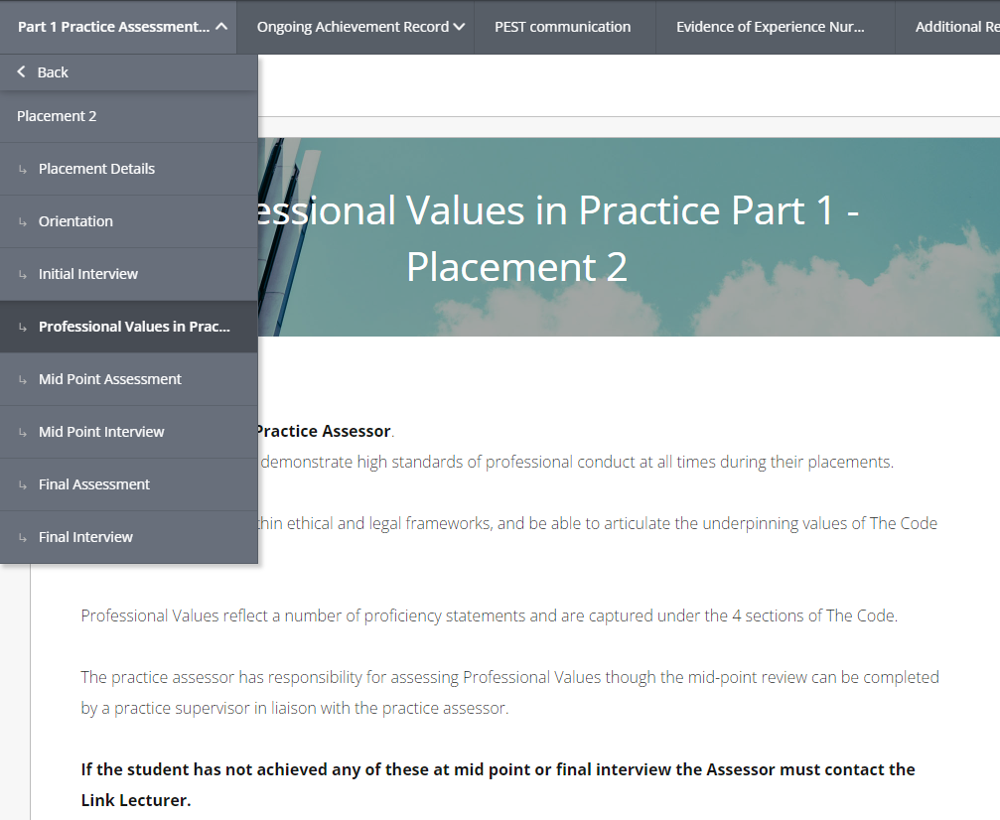 Part 1 Practice Assessment...
Ongoing Achievement Record
PEST communication
Evidence of Experience Nur...
Additional Re
Back
Placement 2
Placement Details
Orientation
Initial Interview
Professional Values in Prac...
Mid Point Assessment
Mid Point Interview
Final Assessment
Final Interview
essional Values in Practice Part 1 -
Placement 2
Practice Assessor.
demonstrate high standards of professional conduct at all times during their placements.
thin ethical and legal frameworks, and be able to articulate the underpinning values of The Code
Professional Values reflect a number of proficiency statements and are captured under the 4 sections of The Code.
The practice assessor has responsibility for assessing Professional Values though the mid-point review can be completed
by a practice supervisor in liaison with the practice assessor.
If the student has not achieved any of these at mid point or final interview the Assessor must contact the
Link Lecturer.